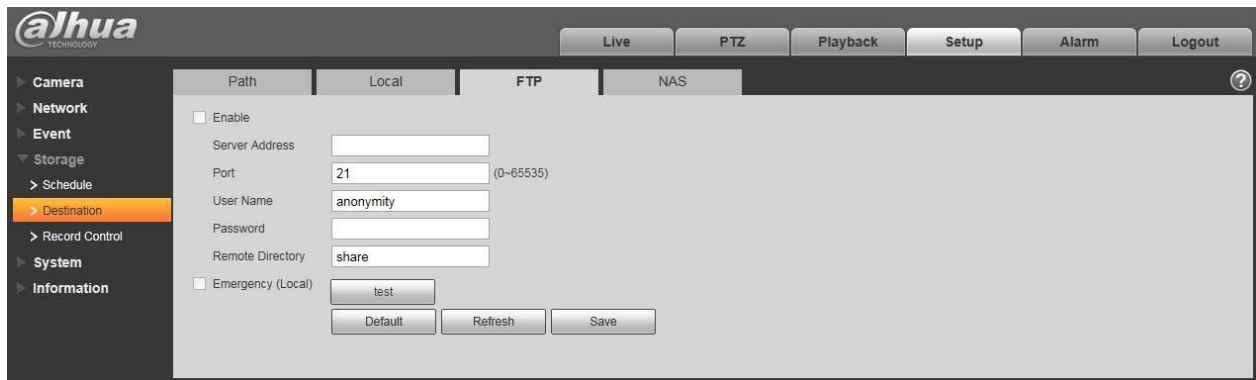 alhua
TECHNOLOGY
Live PTZ Playback Setup Alarm Logout
Camera
Network
Event
Storage
> Schedule
> Destination
> Record Control
System
Information
Path Local FTP NAS ?
Enable
Server Address
Port 21 (0~65535)
User Name anonymity
Password
Remote Directory share
Emergency (Local) test
Default Refresh Save